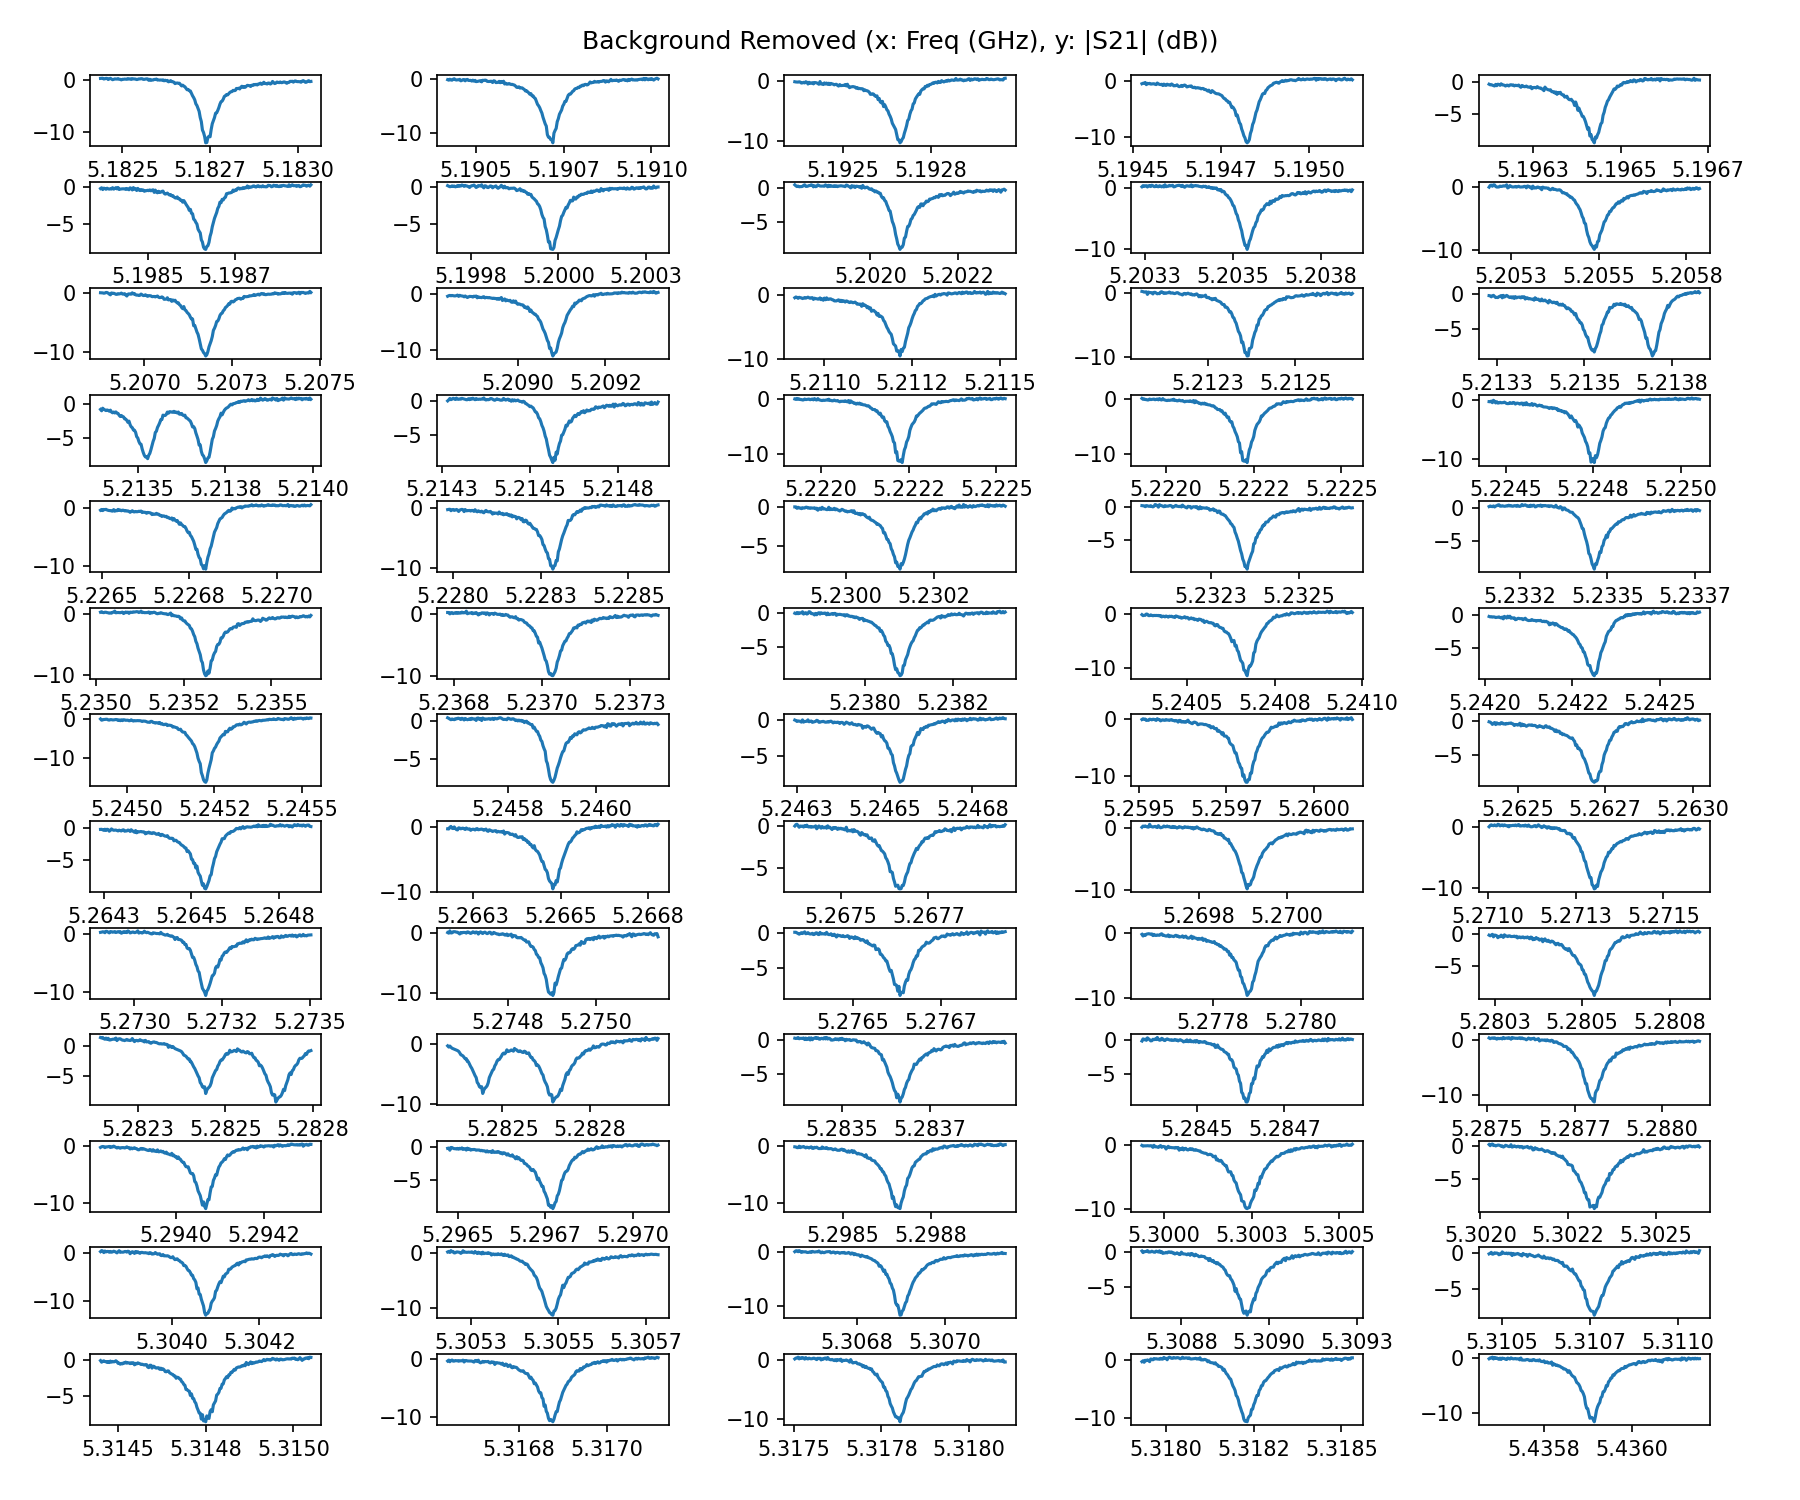 Background Removed (x: Freq (GHz), y: |S21| (dB))
0 0 0 0 0
−10 −10 −10 −10 −5
5.1825 5.1827 5.1830 5.1905 5.1907 5.1910 5.1925 5.1928 5.1945 5.1947 5.1950 5.1963 5.1965 5.1967
0 0 0 0 0
−5 −5 −5 −10 −10
5.1985 5.1987 5.1998 5.2000 5.2003 5.2020 5.2022 5.2033 5.2035 5.2038 5.2053 5.2055 5.2058
0 0 0 0 0
−10 −10 −10 −10 −5
5.2070 5.2073 5.2075 5.2090 5.2092 5.2110 5.2112 5.2115 5.2123 5.2125 5.2133 5.2135 5.2138
0 0 0 0 0
−5 −5 −10 −10 −10
5.2135 5.2138 5.2140 5.2143 5.2145 5.2148 5.2220 5.2222 5.2225 5.2220 5.2222 5.2225 5.2245 5.2248 5.2250
0 0 0 0 0
−10 −10 −5 −5 −5
5.2265 5.2268 5.2270 5.2280 5.2283 5.2285 5.2300 5.2302 5.2323 5.2325 5.2332 5.2335 5.2337
0 0 0 0 0
−10 −10 −5 −10 −5
5.2350 5.2352 5.2355 5.2368 5.2370 5.2373 5.2380 5.2382 5.2405 5.2408 5.2410 5.2420 5.2422 5.2425
0 0 0 0 0
−10 −5 −5 −10 −5
5.2450 5.2452 5.2455 5.2458 5.2460 5.2463 5.2465 5.2468 5.2595 5.2597 5.2600 5.2625 5.2627 5.2630
0 0 0 0 0
−5 −10 −5 −10 −10
5.2643 5.2645 5.2648 5.2663 5.2665 5.2668 5.2675 5.2677 5.2698 5.2700 5.2710 5.2713 5.2715
0 0 0 0 0
−10 −10 −5 −10 −5
5.2730 5.2732 5.2735 5.2748 5.2750 5.2765 5.2767 5.2778 5.2780 5.2803 5.2805 5.2808
0 0 0 0 0
−5 −5 −10 −5 −5 −10
5.2823 5.2825 5.2828 5.2825 5.2828 5.2835 5.2837 5.2845 5.2847 5.2875 5.2877 5.2880
0 0 0 0 0
−10 −5 −10 −10 −5
5.2940 5.2942 5.2965 5.2967 5.2970 5.2985 5.2988 5.3000 5.3003 5.3005 5.3020 5.3022 5.3025
0 0 0 0 0
−10 −10 −10 −5 −5
5.3040 5.3042 5.3053 5.3055 5.3057 5.3068 5.3070 5.3088 5.3090 5.3093 5.3105 5.3107 5.3110
0 0 0 0 0
−5 −10 −10 −10 −10
5.3145 5.3148 5.3150 5.3168 5.3170 5.3175 5.3178 5.3180 5.3180 5.3182 5.3185 5.4358 5.4360